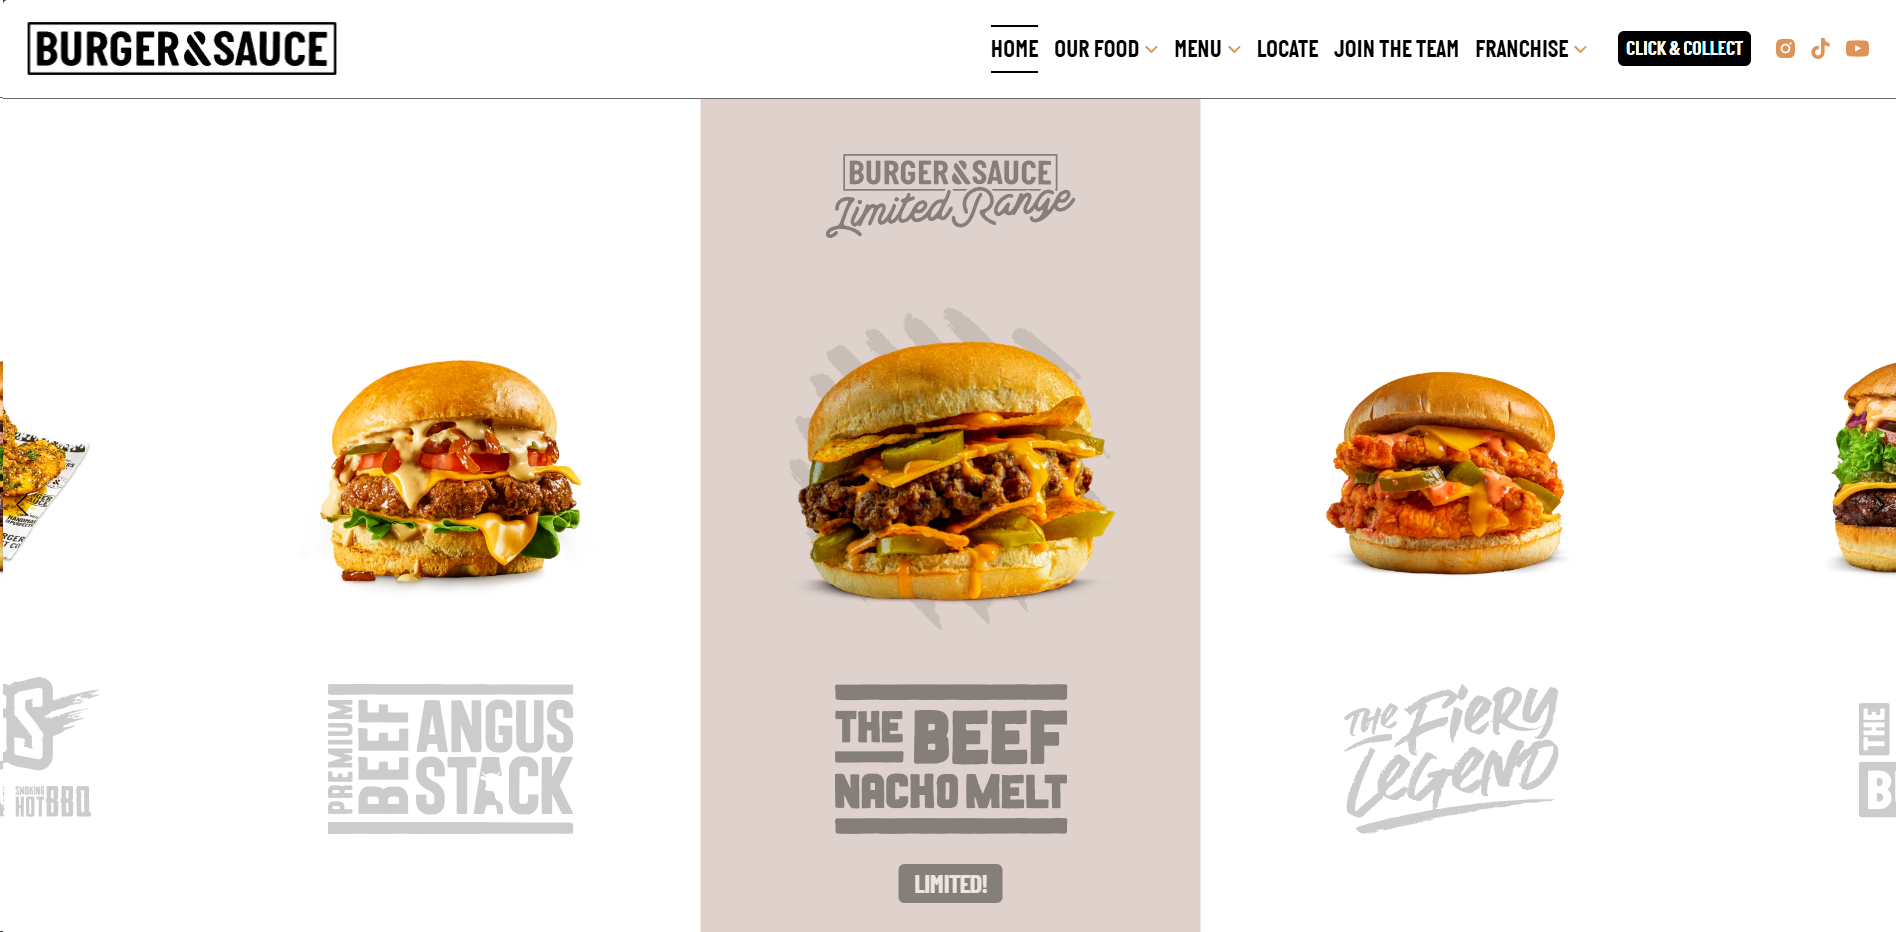 BURGER&SAUCE
HOME OUR FOOD MENU LOCATE JOIN THE TEAM FRANCHISE CLICK & COLLECT
BURGER&SAUCE
Limited Range
HANDMADE
S
SMOKING
HOT BBQ
PREMIUM
BEEF
ANGUS
STACK
THE BEEF
NACHO MELT
LIMITED!
THE FIERY
LEGEND
THE
B